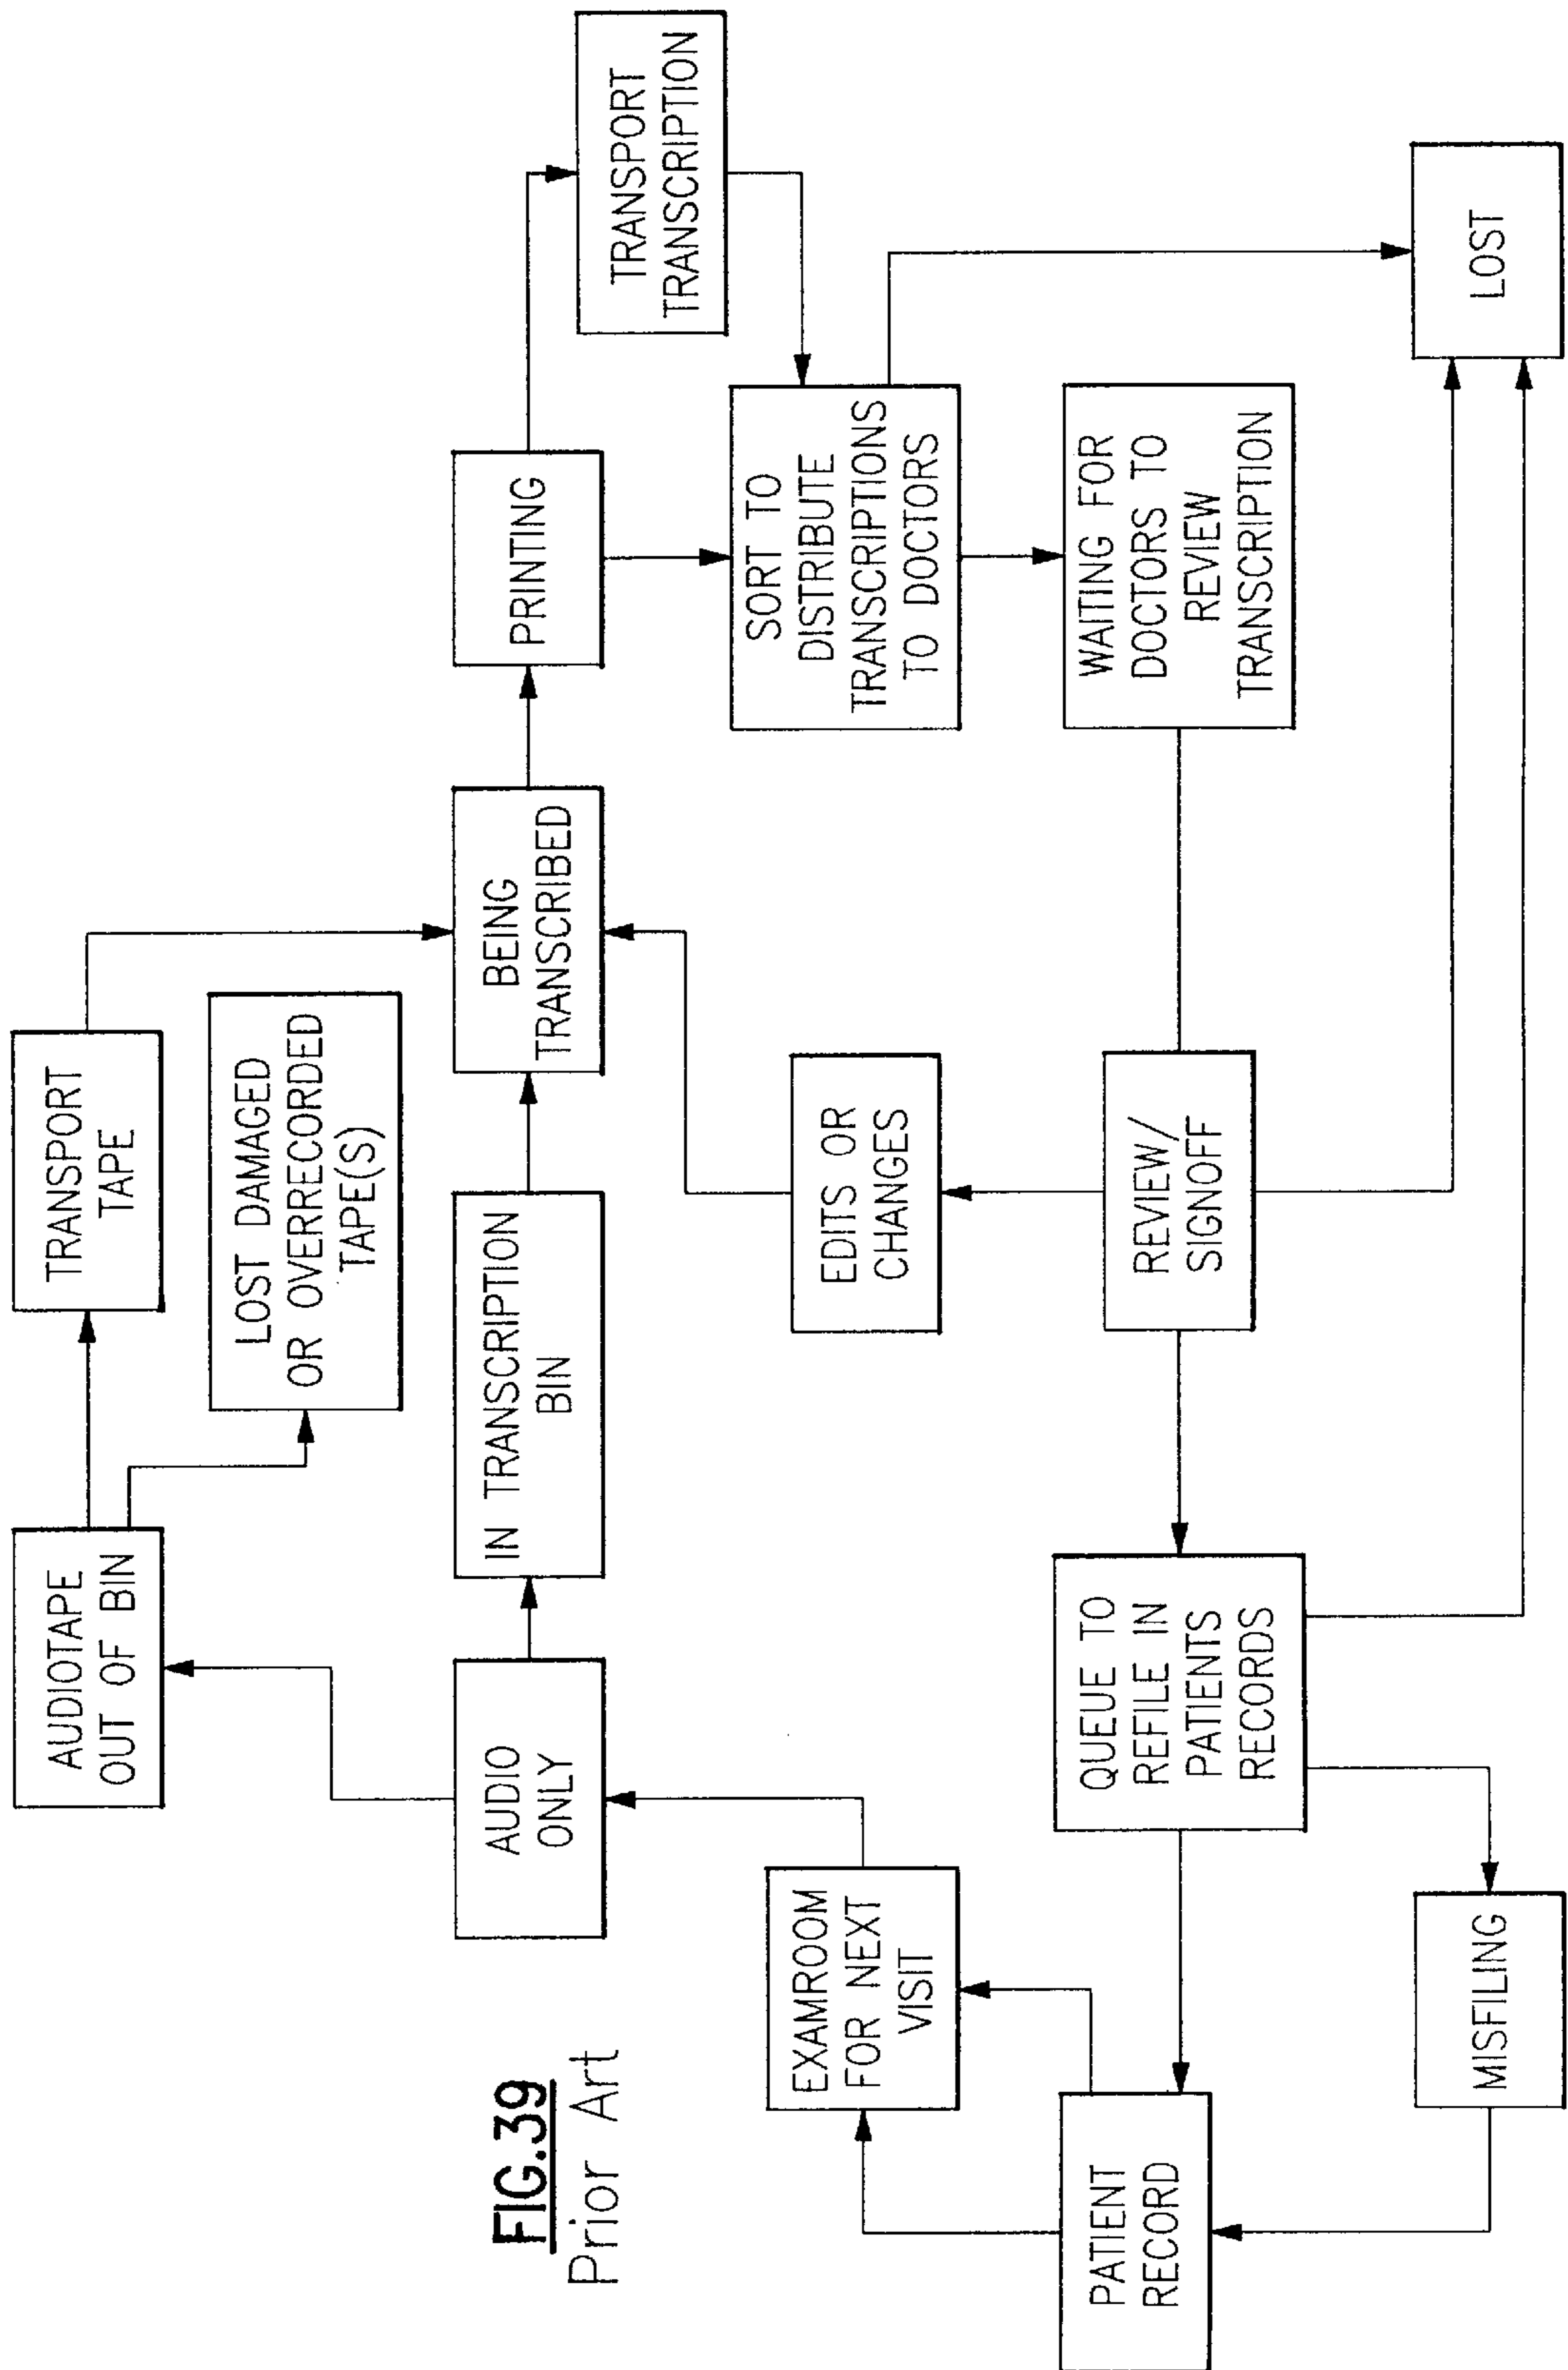 AUDIOTAPE
OUT OF BIN
TRANSPORT
TAPE
LOST DAMAGED
OR OVERRECORDED
TAPE(S)
AUDIO
ONLY
IN TRANSCRIPTION
BIN
BEING
TRANSCRIBED
PRINTING
TRANSPORT
TRANSCRIPTION
FIG.39
Prior Art
EXAMROOM
FOR NEXT
VISIT
EDITS OR
CHANGES
SORT TO
DISTRIBUTE
TRANSCRIPTIONS
TO DOCTORS
PATIENT
RECORD
QUEUE TO
REFILE IN
PATIENTS
RECORDS
REVIEW/
SIGNOFF
WAITING FOR
DOCTORS TO
REVIEW
TRANSCRIPTION
MISFILING
LOST